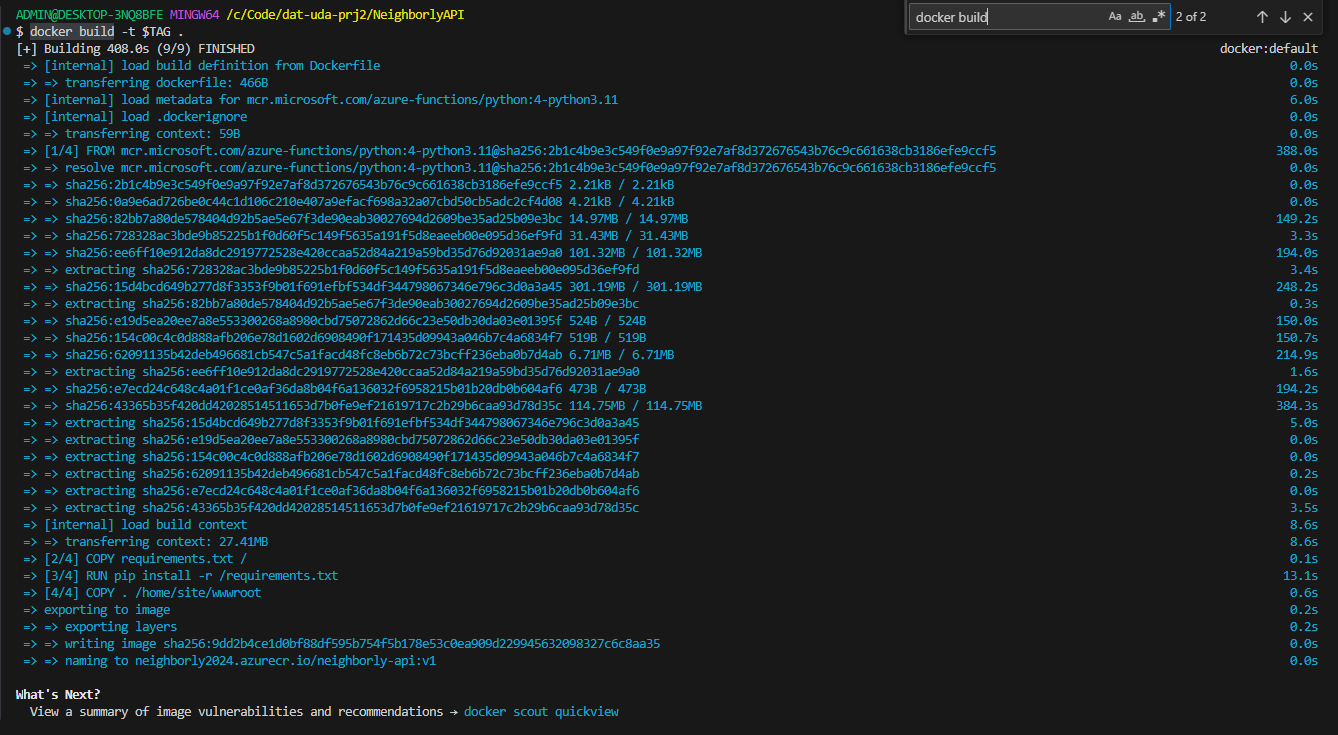 ADMIN@DESKTOP-3NQ8BFE MINGW64 /c/Code/dat-uda-prj2/NeighborlyAPI
docker build Aa ab .* 2 of 2
$ docker build -t $TAG .
[+] Building 408.0s (9/9) FINISHED docker:default
=> [internal] load build definition from Dockerfile 0.0s
=> => transferring dockerfile: 466B 0.0s
=> [internal] load metadata for mcr.microsoft.com/azure-functions/python:4-python3.11 6.0s
=> [internal] load .dockerignore 0.0s
=> => transferring context: 59B 0.0s
=> [1/4] FROM mcr.microsoft.com/azure-functions/python:4-python3.11@sha256:2b1c4b9e3c549f0e9a97f92e7af8d372676543b76c9c661638cb3186efe9ccf5 388.0s
=> => resolve mcr.microsoft.com/azure-functions/python:4-python3.11@sha256:2b1c4b9e3c549f0e9a97f92e7af8d372676543b76c9c661638cb3186efe9ccf5 0.0s
=> => sha256:2b1c4b9e3c549f0e9a97f92e7af8d372676543b76c9c661638cb3186efe9ccf5 2.21kB / 2.21kB 0.0s
=> => sha256:0a9e6ad726be0c44c1d106c210e407a9efacf698a32a07cbd50cb5adc2cf4d08 4.21kB / 4.21kB 0.0s
=> => sha256:82bb7a80de578404d92b5ae5e67f3de90eab30027694d2609be35ad25b09e3bc 14.97MB / 14.97MB 149.2s
=> => sha256:728328ac3bde9b85225b1f0d60f5c149f5635a191f5d8eaeeb00e095d36ef9fd 31.43MB / 31.43MB 3.3s
=> => sha256:ee6ff10e912da8dc2919772528e420ccaa52d84a219a59bd35d76d92031ae9a0 101.32MB / 101.32MB 194.0s
=> => extracting sha256:728328ac3bde9b85225b1f0d60f5c149f5635a191f5d8eaeeb00e095d36ef9fd 3.4s
=> => sha256:15d4bcd649b277d8f3353f9b01f691efbf534df344798067346e796c3d0a3a45 301.19MB / 301.19MB 248.2s
=> => extracting sha256:82bb7a80de578404d92b5ae5e67f3de90eab30027694d2609be35ad25b09e3bc 0.3s
=> => sha256:e19d5ea20ee7a8e553300268a8980cbd75072862d66c23e50db30da03e01395f 524B / 524B 150.0s
=> => sha256:154c00c4c0d888afb206e78d1602d6908490f171435d09943a046b7c4a6834f7 519B / 519B 150.7s
=> => sha256:62091135b42deb496681cb547c5a1facd48fc8eb6b72c73bcff236eba0b7d4ab 6.71MB / 6.71MB 214.9s
=> => extracting sha256:ee6ff10e912da8dc2919772528e420ccaa52d84a219a59bd35d76d92031ae9a0 1.6s
=> => sha256:e7ecd24c648c4a01f1ce0af36da8b04f6a136032f6958215b01b20db0b604af6 473B / 473B 194.2s
=> => sha256:43365b35f420dd42028514511653d7b0fe9ef21619717c2b29b6caa93d78d35c 114.75MB / 114.75MB 384.3s
=> => extracting sha256:15d4bcd649b277d8f3353f9b01f691efbf534df344798067346e796c3d0a3a45 5.0s
=> => extracting sha256:e19d5ea20ee7a8e553300268a8980cbd75072862d66c23e50db30da03e01395f 0.0s
=> => extracting sha256:154c00c4c0d888afb206e78d1602d6908490f171435d09943a046b7c4a6834f7 0.0s
=> => extracting sha256:62091135b42deb496681cb547c5a1facd48fc8eb6b72c73bcff236eba0b7d4ab 0.2s
=> => extracting sha256:e7ecd24c648c4a01f1ce0af36da8b04f6a136032f6958215b01b20db0b604af6 0.0s
=> => extracting sha256:43365b35f420dd42028514511653d7b0fe9ef21619717c2b29b6caa93d78d35c 3.5s
=> [internal] load build context 8.6s
=> => transferring context: 27.41MB 8.6s
=> [2/4] COPY requirements.txt / 0.1s
=> [3/4] RUN pip install -r /requirements.txt 13.1s
=> [4/4] COPY . /home/site/wwwroot 0.6s
=> exporting to image 0.2s
=> => exporting layers 0.2s
=> => writing image sha256:9dd2b4ce1d0bf88df595b754f5b178e53c0ea909d229945632098327c6c8aa35 0.0s
=> => naming to neighborly2024.azurecr.io/neighborly-api:v1 0.0s
What's Next?
View a summary of image vulnerabilities and recommendations → docker scout quickview